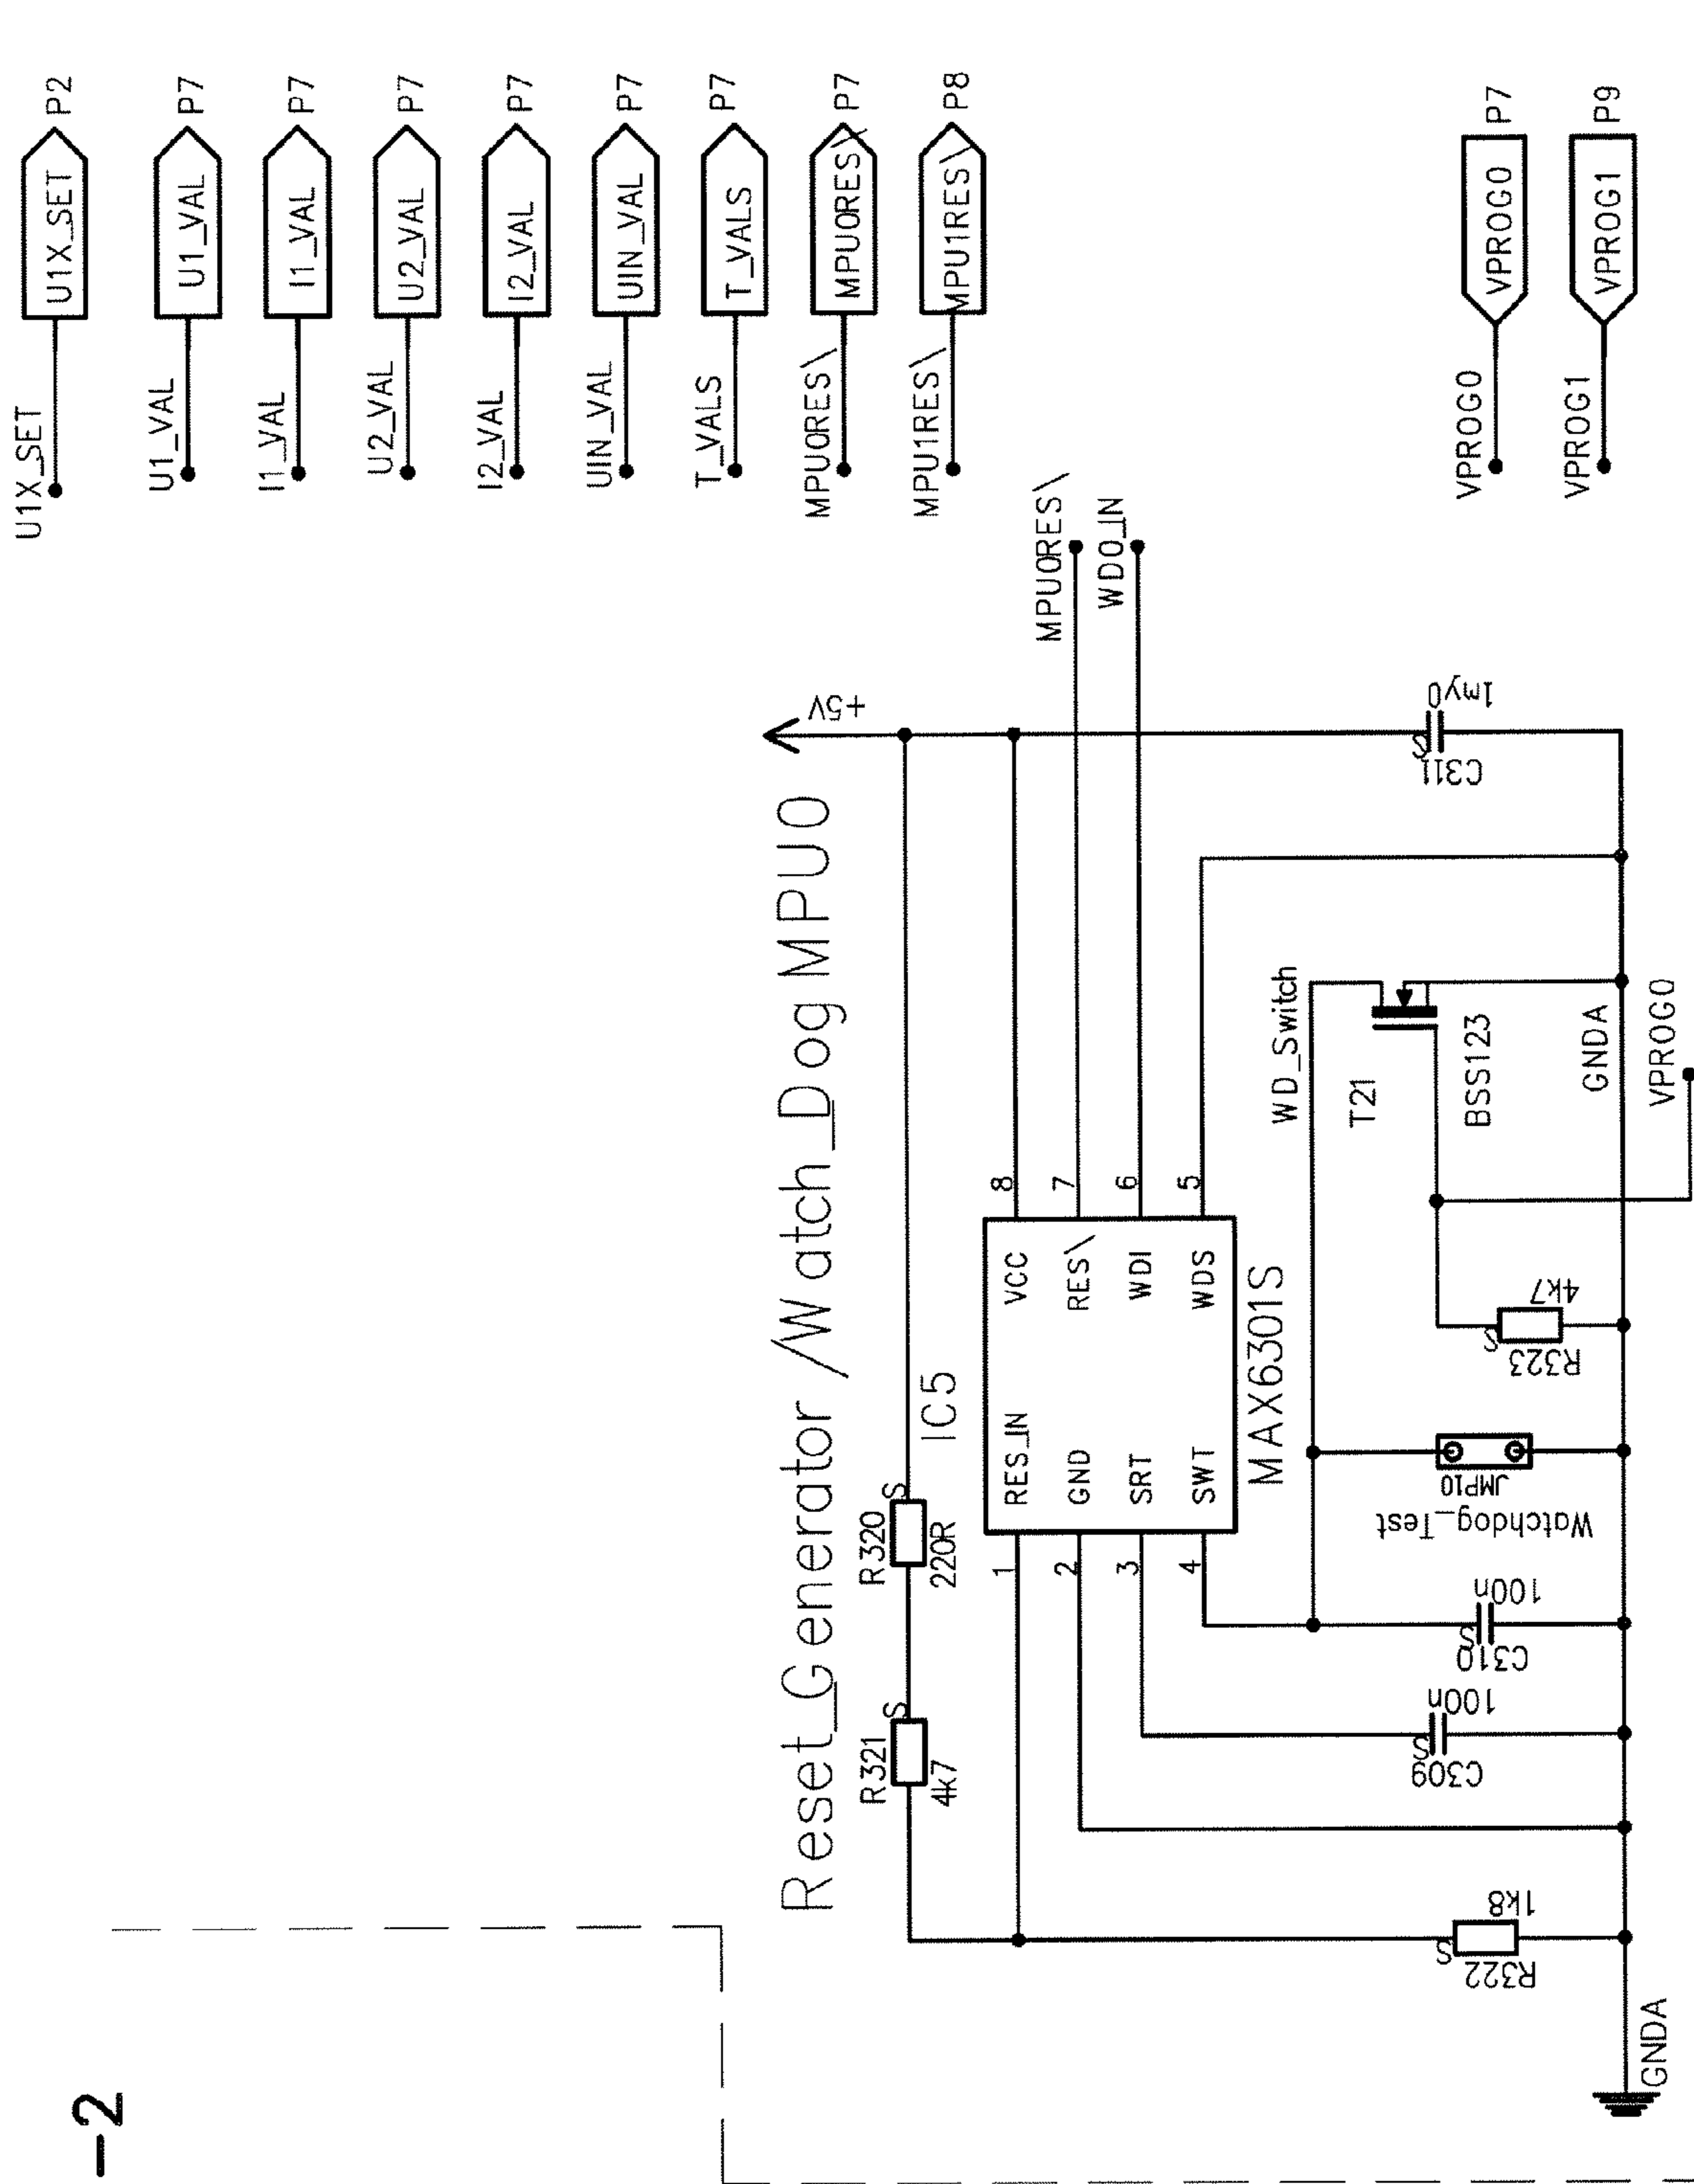 -2
U1X_SET U1X_SET P2
U1_VAL U1_VAL P7
I1_VAL I1_VAL P7
U2_VAL U2_VAL P7
I2_VAL I2_VAL P7
UIN_VAL UIN_VAL P7
T_VALS T_VALS P7
MPU0RES\ MPU0RES\ P7
MPU1RES\ MPU1RES\ P8
VPROG0 VPROG0 P7
VPROG1 VPROG1 P9
Reset_Generator /Watch_Dog MPU0
+5V
R321 S
4k7
R320 S
220R
IC5
1 RES_IN VCC 8
2 GND RES\ 7
3 SRT WDI 6
4 SWT WDS 5
MAX6301S
MPU0RES\
WD0_IN
WD_Switch
T21
BSS123
GNDA
VPROG0
R322 S 1k8
C309 S 100n
C310 S 100n
Watchdog_Test
JMP10
R323 S 4k7
C311 S 1my0
GNDA